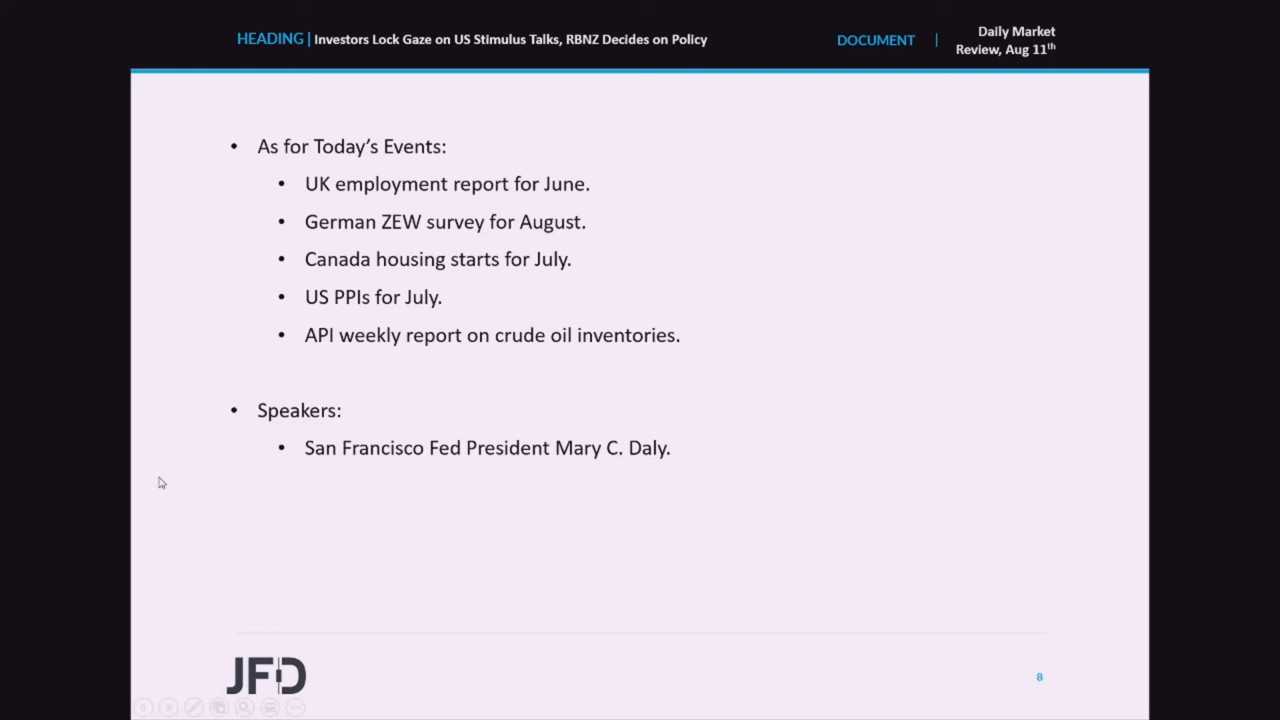 HEADING | Investors Lock Gaze on US Stimulus Talks, RBNZ Decides on Policy
DOCUMENT |
Daily Market
Review, Aug 11th
• As for Today’s Events:
• UK employment report for June.
• German ZEW survey for August.
• Canada housing starts for July.
• US PPIs for July.
• API weekly report on crude oil inventories.
• Speakers:
• San Francisco Fed President Mary C. Daly.
JFD
8